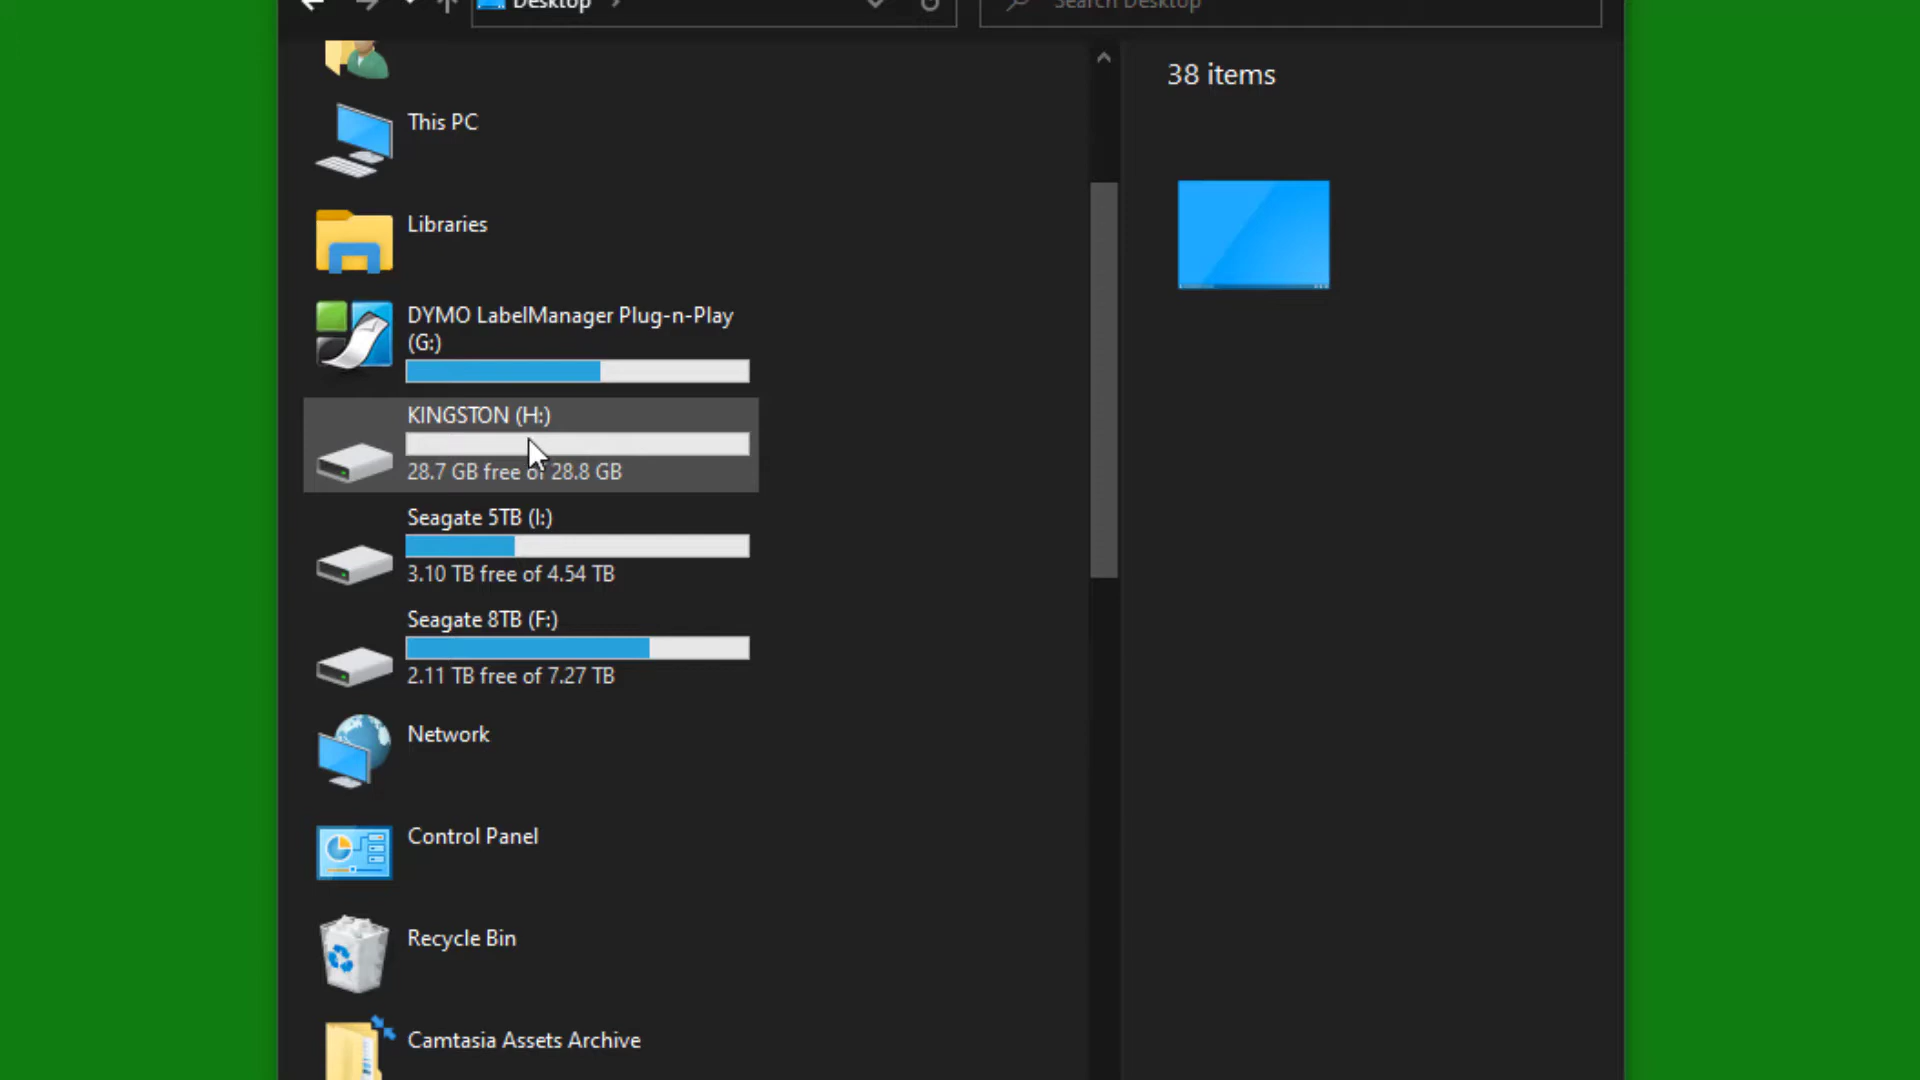 Desktop
Search Desktop
38 items
This PC
Libraries
DYMO LabelManager Plug-n-Play
(G:)
KINGSTON (H:)
28.7 GB free of 28.8 GB
Seagate 5TB (I:)
3.10 TB free of 4.54 TB
Seagate 8TB (F:)
2.11 TB free of 7.27 TB
Network
Control Panel
Recycle Bin
Camtasia Assets Archive